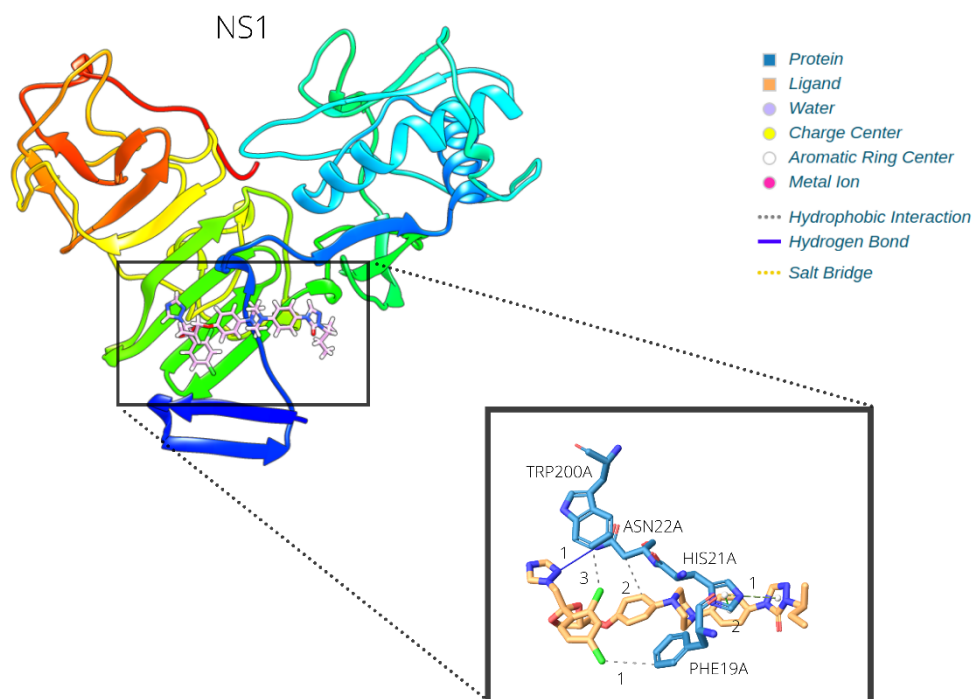 NS1
Protein
Ligand
Water
Charge Center
Aromatic Ring Center
Metal Ion
Hydrophobic Interaction
Hydrogen Bond
Salt Bridge
TRP200A
ASN22A
1
HIS21A
3
2
1
2
PHE19A
1